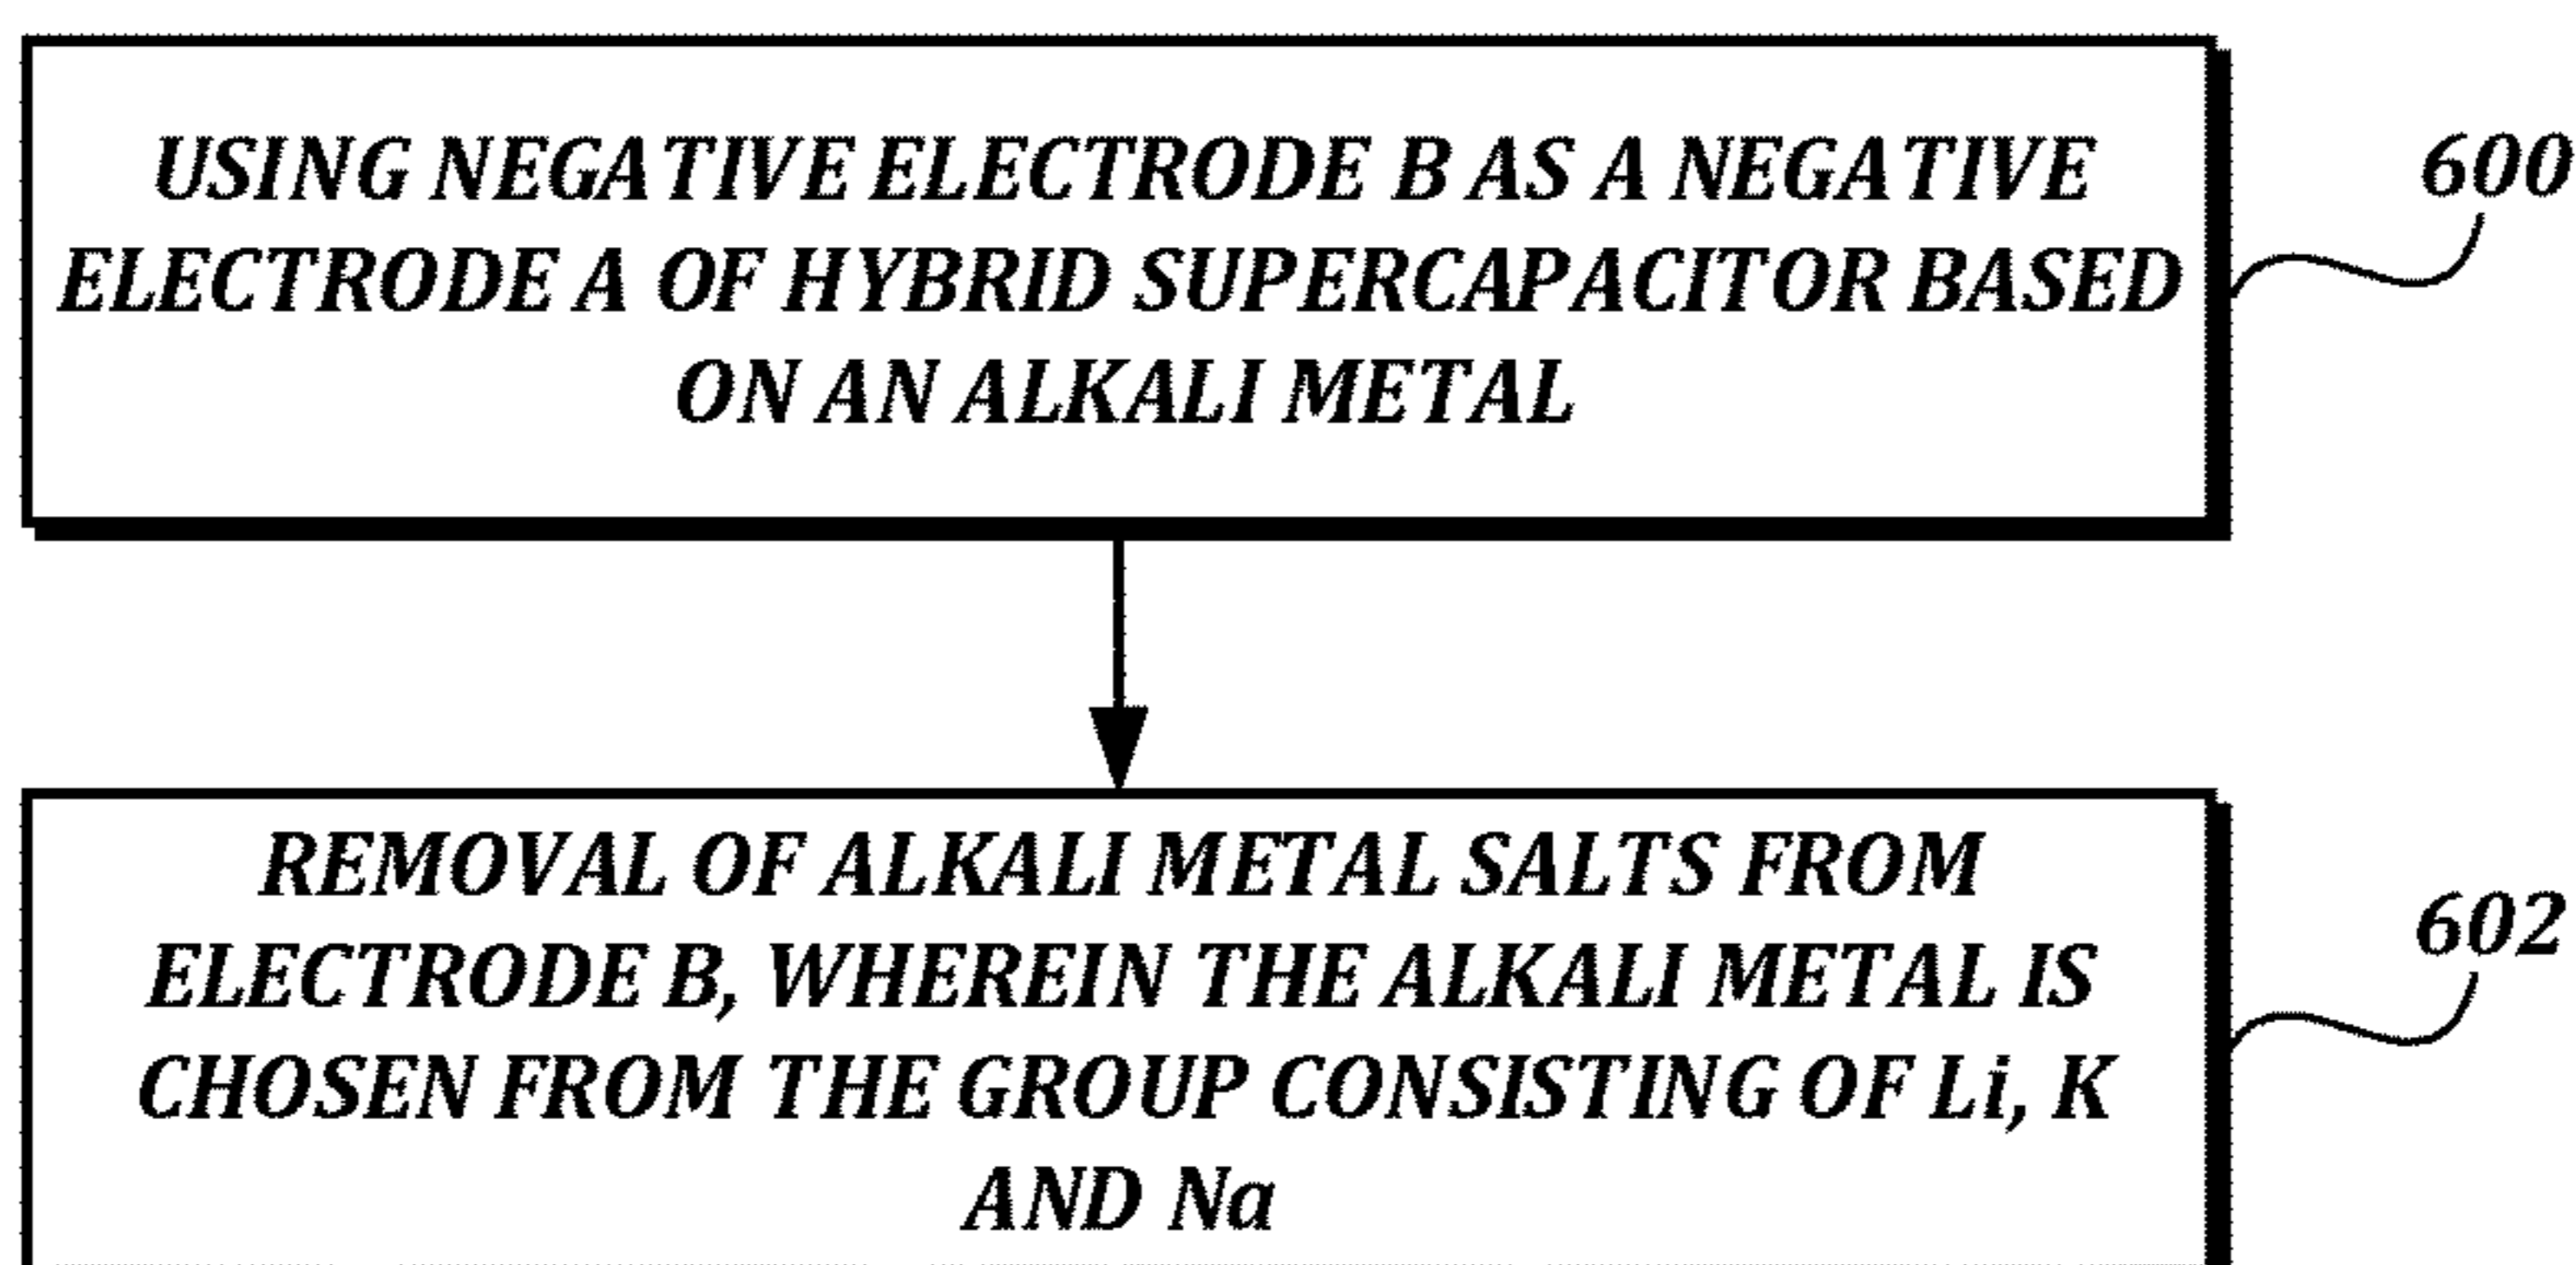 USING NEGATIVE ELECTRODE B AS A NEGATIVE
ELECTRODE A OF HYBRID SUPERCAPACITOR BASED
ON AN ALKALI METAL
600
REMOVAL OF ALKALI METAL SALTS FROM
ELECTRODE B, WHEREIN THE ALKALI METAL IS
CHOSEN FROM THE GROUP CONSISTING OF Li, K
AND Na
602